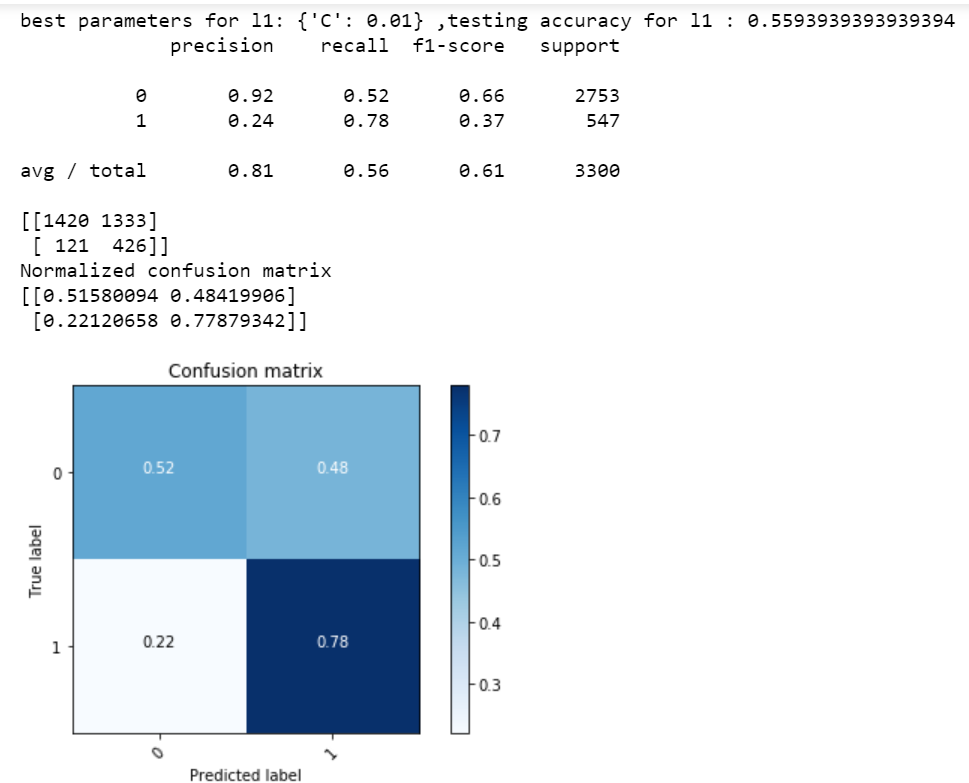 best parameters for l1: {'C': 0.01} ,testing accuracy for l1 : 0.5593939393939394
precision recall f1-score support
0 0.92 0.52 0.66 2753
1 0.24 0.78 0.37 547
avg / total 0.81 0.56 0.61 3300
[[1420 1333]
[ 121 426]]
Normalized confusion matrix
[[0.51580094 0.48419906]
[0.22120658 0.77879342]]
Confusion matrix
0.7
0.6
0.5
0.4
0.3
True label
0
0.52 0.48
1
0.22 0.78
0 1
Predicted label